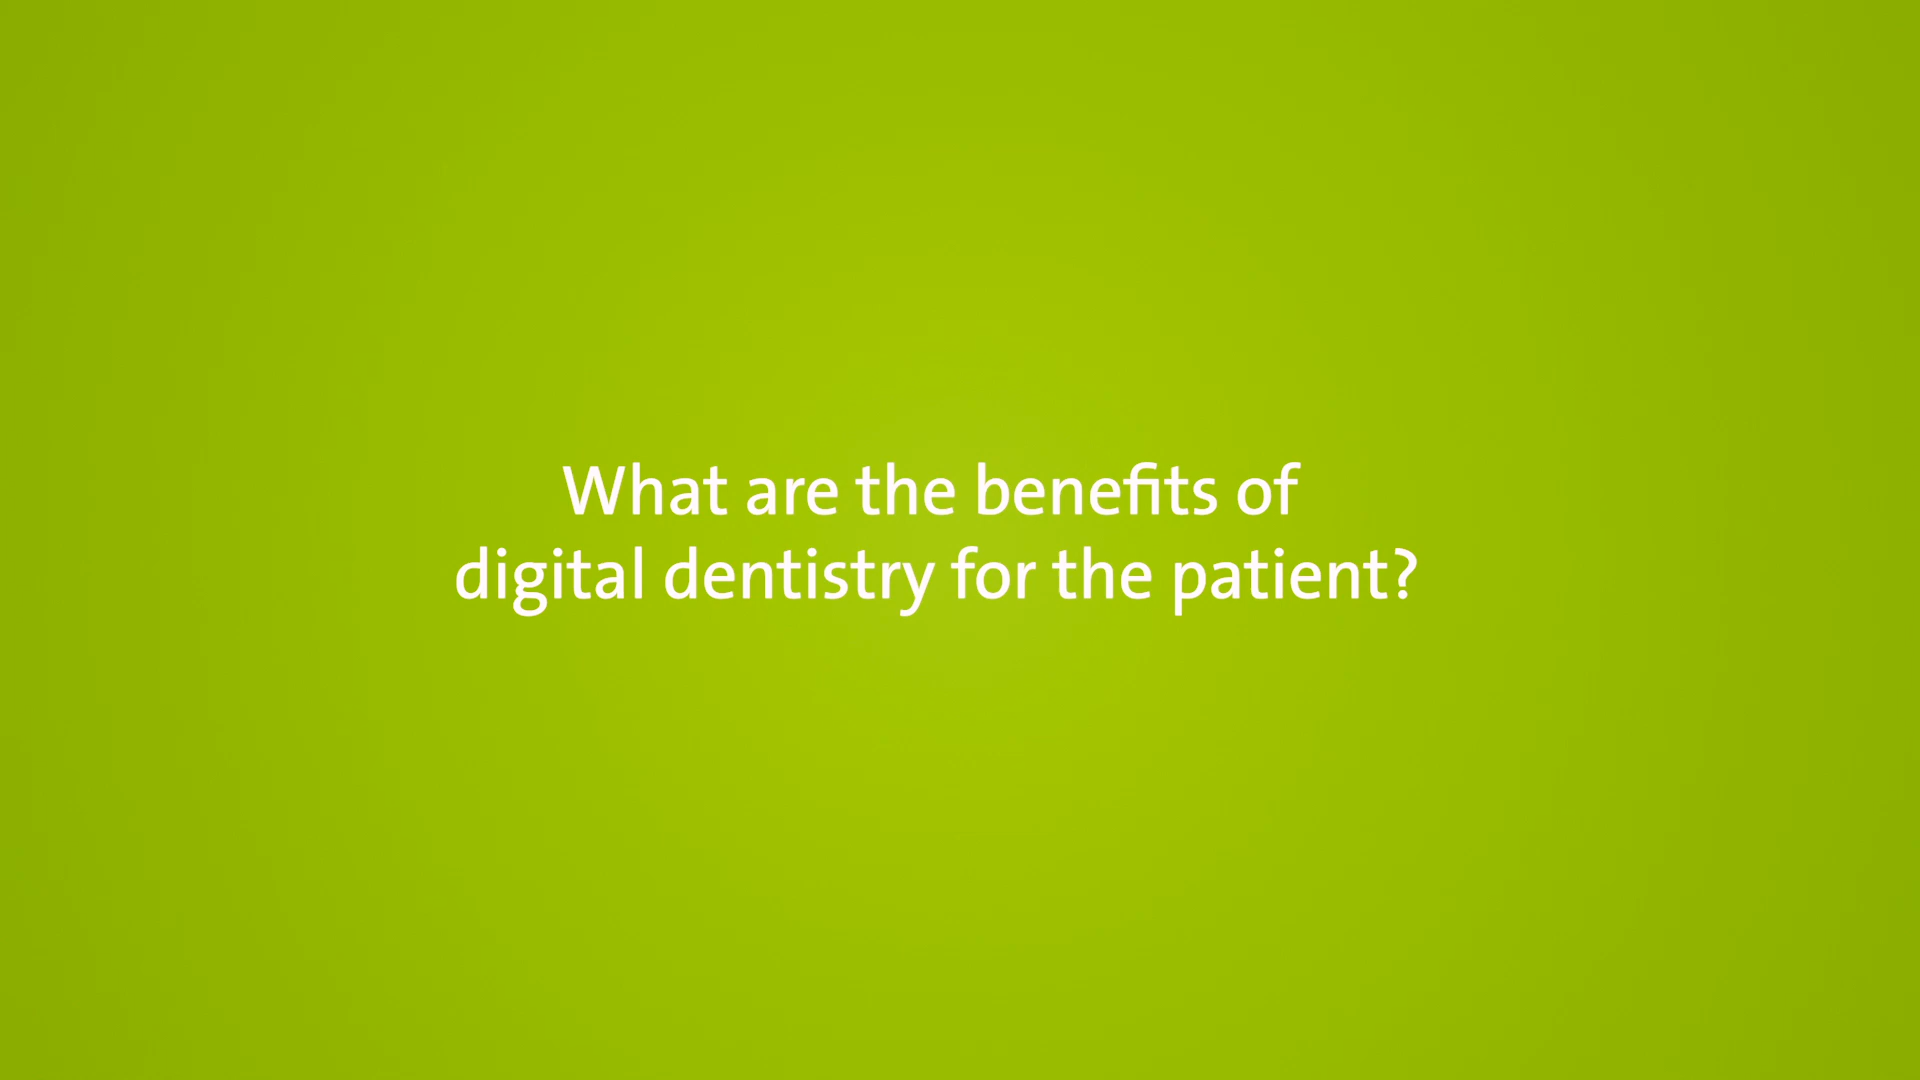 What are the benefits of
digital dentistry for the patient?